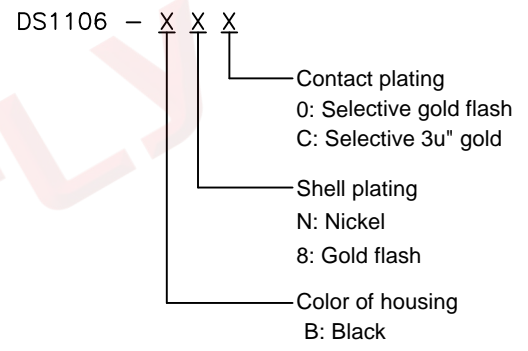 DS1106 – X X X
Contact plating
0: Selective gold flash
C: Selective 3u" gold
Shell plating
N: Nickel
8: Gold flash
Color of housing
B: Black